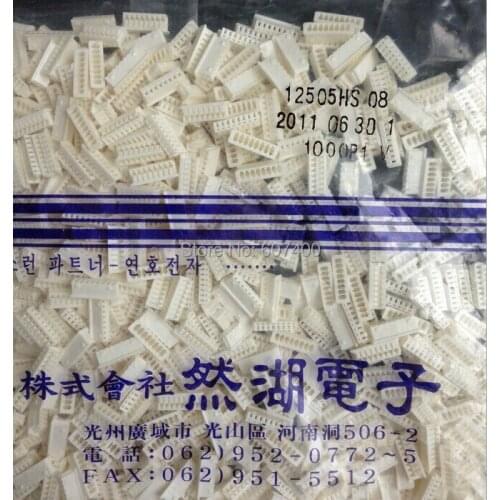 12505HS-08
2011 06 30 1
1000P1 V
Store No: 607400
런 파트너-연호전자 .......
株式會社 然湖電子
光州廣域市 光山區 河南洞506-2
電 話:062)952-0772~5
FAX:062)951-5512